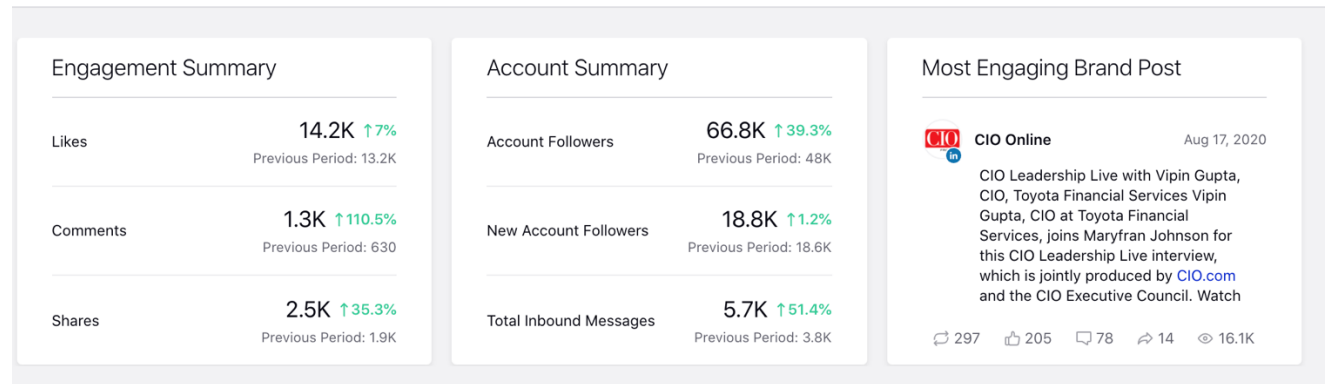 Engagement Summary
Likes
14.2K ↑7%
Previous Period: 13.2K
Comments
1.3K ↑110.5%
Previous Period: 630
Shares
2.5K ↑35.3%
Previous Period: 1.9K
Account Summary
Account Followers
66.8K ↑39.3%
Previous Period: 48K
New Account Followers
18.8K ↑1.2%
Previous Period: 18.6K
Total Inbound Messages
5.7K ↑51.4%
Previous Period: 3.8K
Most Engaging Brand Post
CIO
in
CIO Online Aug 17, 2020
CIO Leadership Live with Vipin Gupta,
CIO, Toyota Financial Services Vipin
Gupta, CIO at Toyota Financial
Services, joins Maryfran Johnson for
this CIO Leadership Live interview,
which is jointly produced by CIO.com
and the CIO Executive Council. Watch
297 205 78 14 16.1K